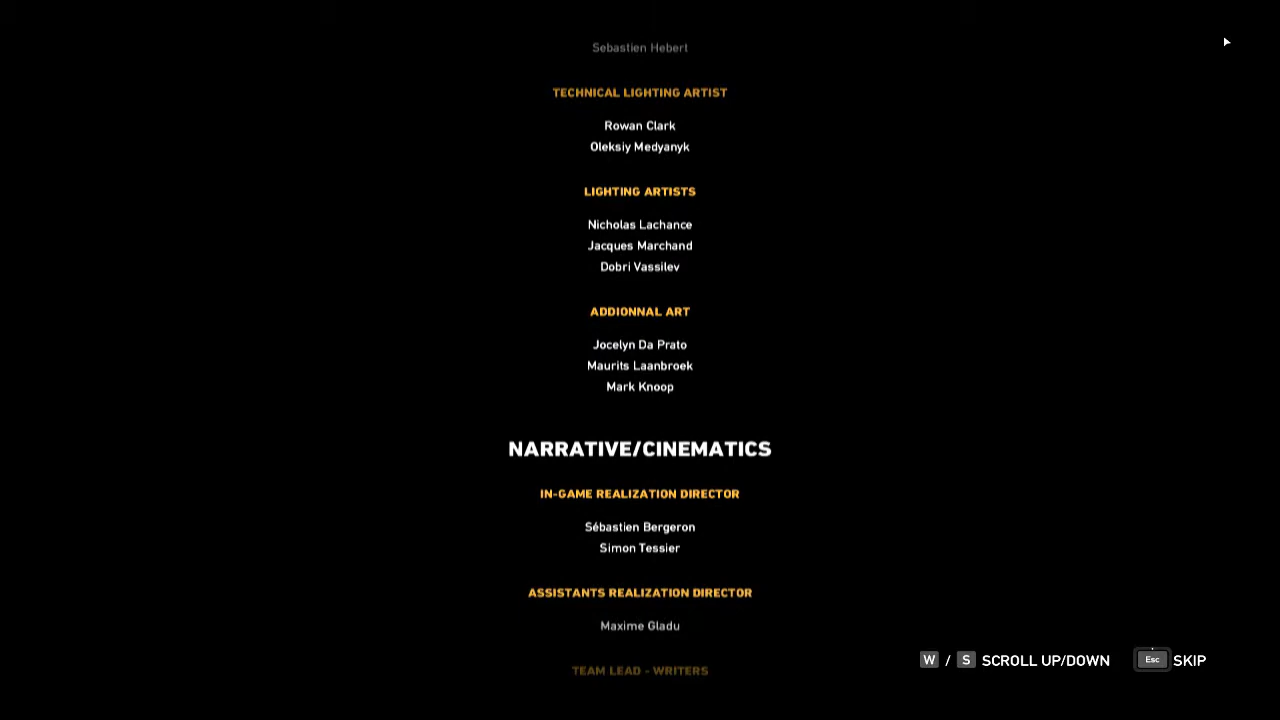 Sebastien Hebert
TECHNICAL LIGHTING ARTIST
Rowan Clark
Oleksiy Medyanyk
LIGHTING ARTISTS
Nicholas Lachance
Jacques Marchand
Dobri Vassilev
ADDIONNAL ART
Jocelyn Da Prato
Maurits Laanbroek
Mark Knoop
NARRATIVE/CINEMATICS
IN-GAME REALIZATION DIRECTOR
Sébastien Bergeron
Simon Tessier
ASSISTANTS REALIZATION DIRECTOR
Maxime Gladu
TEAM LEAD - WRITERS
W / S SCROLL UP/DOWN Esc SKIP